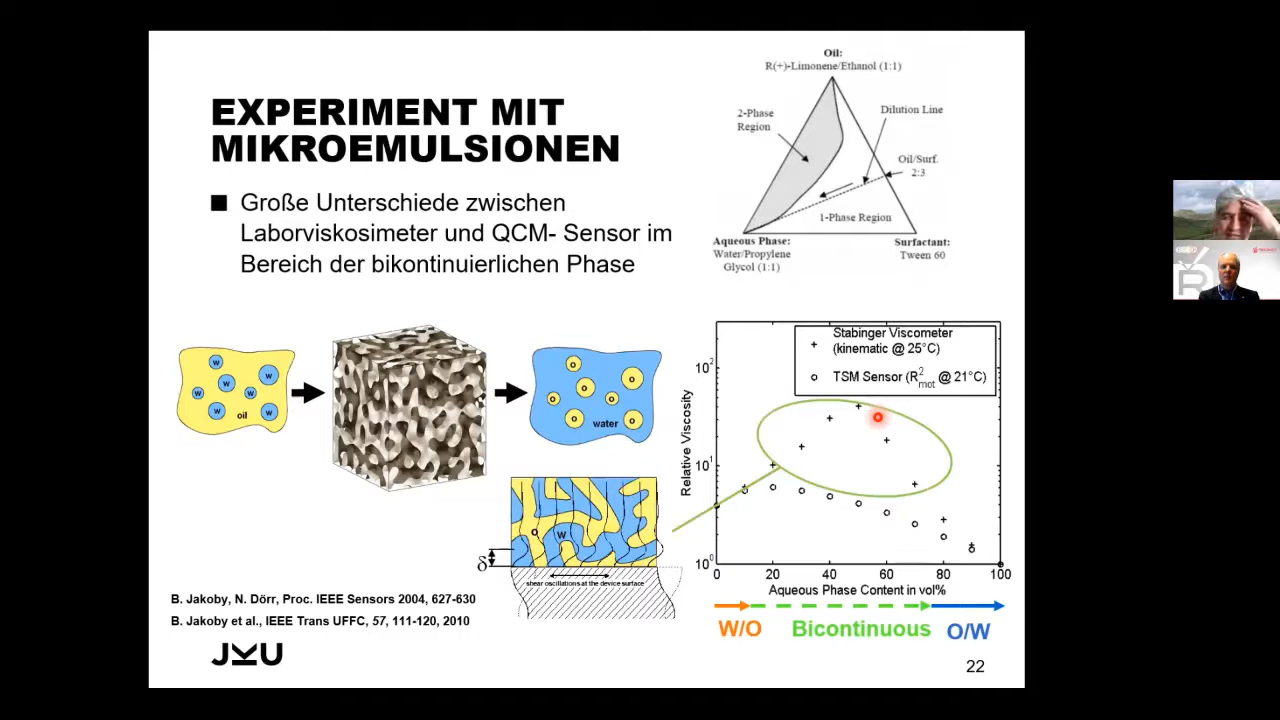 EXPERIMENT MIT
MIKROEMULSIONEN
Große Unterschiede zwischen
Laborviskosimeter und QCM- Sensor im
Bereich der bikontinuierlichen Phase
Oil:
R(+)-Limonene/Ethanol (1:1)
2-Phase
Region
Dilution Line
Oil/Surf.
2:3
1-Phase Region
Aqueous Phase:
Water/Propylene
Glycol (1:1)
Surfactant:
Tween 60
w
w
w
w
w
w
w
oil
o
o
o
o
o
o
o
water
O
W
δ
shear oscillations at the device surface
Stabinger Viscometer
(kinematic @ 25°C)
TSM Sensor (R²mot @ 21°C)
Relative Viscosity
10²
10¹
10⁰
0 20 40 60 80 100
Aqueous Phase Content in vol%
W/O Bicontinuous O/W
B. Jakoby, N. Dörr, Proc. IEEE Sensors 2004, 627-630
B. Jakoby et al., IEEE Trans UFFC, 57, 111-120, 2010
JKU
22